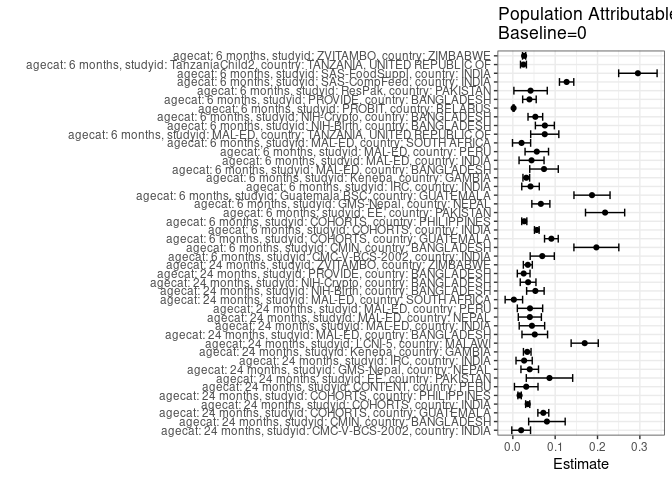 Population Attributable
Baseline=0
agecat: 6 months, studyid: ZVITAMBO, country: ZIMBABWE
agecat: 6 months, studyid: TanzaniaChild2, country: TANZANIA, UNITED REPUBLIC OF
agecat: 6 months, studyid: SAS-FoodSuppl, country: INDIA
agecat: 6 months, studyid: SAS-CompFeed, country: INDIA
agecat: 6 months, studyid: ResPak, country: PAKISTAN
agecat: 6 months, studyid: PROVIDE, country: BANGLADESH
agecat: 6 months, studyid: PROBIT, country: BELARUS
agecat: 6 months, studyid: NIH-Crypto, country: BANGLADESH
agecat: 6 months, studyid: NIH-Birth, country: BANGLADESH
agecat: 6 months, studyid: MAL-ED, country: TANZANIA, UNITED REPUBLIC OF
agecat: 6 months, studyid: MAL-ED, country: SOUTH AFRICA
agecat: 6 months, studyid: MAL-ED, country: PERU
agecat: 6 months, studyid: MAL-ED, country: INDIA
agecat: 6 months, studyid: MAL-ED, country: BANGLADESH
agecat: 6 months, studyid: Keneba, country: GAMBIA
agecat: 6 months, studyid: IRC, country: INDIA
agecat: 6 months, studyid: Guatemala BSC, country: GUATEMALA
agecat: 6 months, studyid: GMS-Nepal, country: NEPAL
agecat: 6 months, studyid: EE, country: PAKISTAN
agecat: 6 months, studyid: COHORTS, country: PHILIPPINES
agecat: 6 months, studyid: COHORTS, country: INDIA
agecat: 6 months, studyid: COHORTS, country: GUATEMALA
agecat: 6 months, studyid: CMIN, country: BANGLADESH
agecat: 6 months, studyid: CMC-V-BCS-2002, country: INDIA
agecat: 24 months, studyid: ZVITAMBO, country: ZIMBABWE
agecat: 24 months, studyid: PROVIDE, country: BANGLADESH
agecat: 24 months, studyid: NIH-Crypto, country: BANGLADESH
agecat: 24 months, studyid: NIH-Birth, country: BANGLADESH
agecat: 24 months, studyid: MAL-ED, country: SOUTH AFRICA
agecat: 24 months, studyid: MAL-ED, country: PERU
agecat: 24 months, studyid: MAL-ED, country: NEPAL
agecat: 24 months, studyid: MAL-ED, country: INDIA
agecat: 24 months, studyid: MAL-ED, country: BANGLADESH
agecat: 24 months, studyid: LCNI-5, country: MALAWI
agecat: 24 months, studyid: Keneba, country: GAMBIA
agecat: 24 months, studyid: IRC, country: INDIA
agecat: 24 months, studyid: GMS-Nepal, country: NEPAL
agecat: 24 months, studyid: EE, country: PAKISTAN
agecat: 24 months, studyid: CONTENT, country: PERU
agecat: 24 months, studyid: COHORTS, country: PHILIPPINES
agecat: 24 months, studyid: COHORTS, country: INDIA
agecat: 24 months, studyid: COHORTS, country: GUATEMALA
agecat: 24 months, studyid: CMIN, country: BANGLADESH
agecat: 24 months, studyid: CMC-V-BCS-2002, country: INDIA
0.0 0.1 0.2 0.3
Estimate